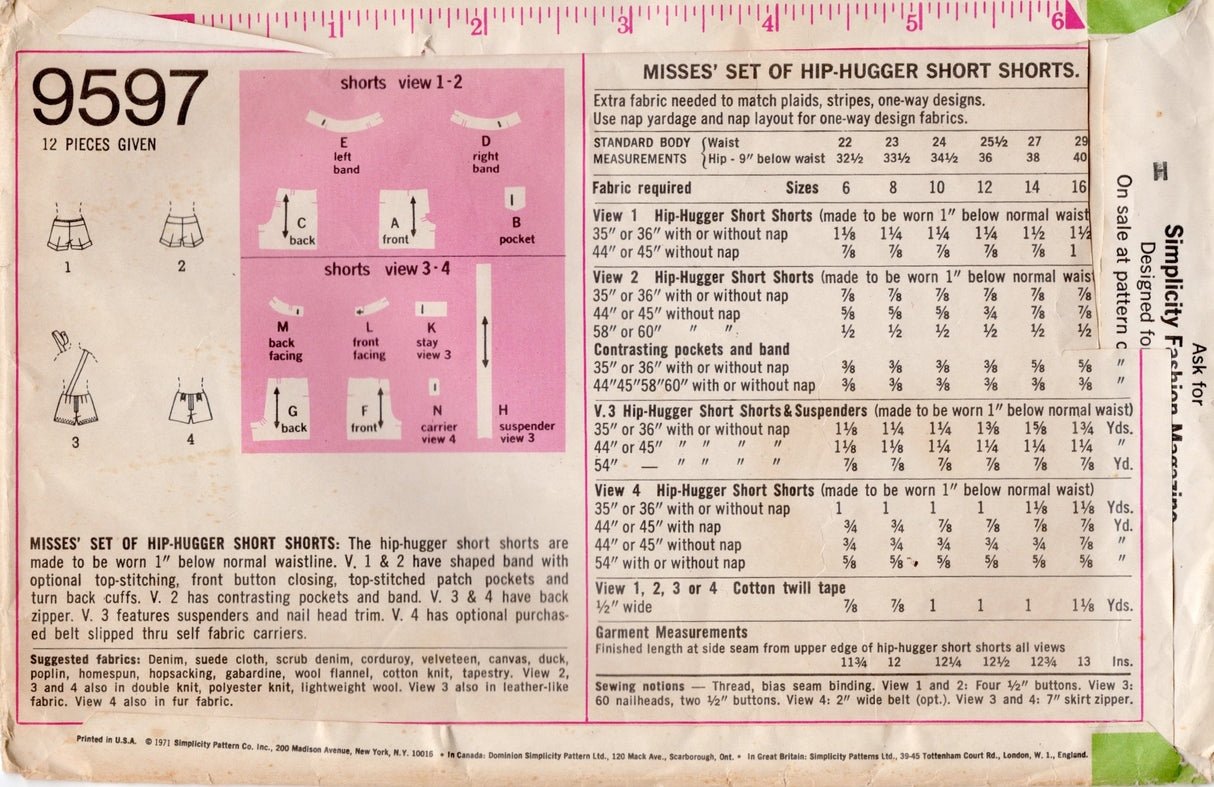 1 2 3 4 5 6
9597
12 PIECES GIVEN
1 2
3 4
shorts view 1-2
E
left
band
D
right
band
C
back
A
front
B
pocket
shorts view 3-4
M
back
facing
L
front
facing
K
stay
view 3
G
back
F
front
N
carrier
view 4
H
suspender
view 3
MISSES’ SET OF HIP-HUGGER SHORT SHORTS: The hip-hugger short shorts are
made to be worn 1″ below normal waistline. V. 1 & 2 have shaped band with
optional top-stitching, front button closing, top-stitched patch pockets and
turn back cuffs. V. 2 has contrasting pockets and band. V. 3 & 4 have back
zipper. V. 3 features suspenders and nail head trim. V. 4 has optional purchas-
ed belt slipped thru self fabric carriers.
Suggested fabrics: Denim, suede cloth, scrub denim, corduroy, velveteen, canvas, duck,
poplin, homespun, hopsacking, gabardine, wool flannel, cotton knit, tapestry. View 2,
3 and 4 also in double knit, polyester knit, lightweight wool. View 3 also in leather-like
fabric. View 4 also in fur fabric.
MISSES’ SET OF HIP-HUGGER SHORT SHORTS.
Extra fabric needed to match plaids, stripes, one-way designs.
Use nap yardage and nap layout for one-way design fabrics.
STANDARD BODY { Waist 22 23 24 25½ 27 29
MEASUREMENTS { Hip - 9″ below waist 32½ 33½ 34½ 36 38 40
Fabric required Sizes 6 8 10 12 14 16
View 1 Hip-Hugger Short Shorts (made to be worn 1″ below normal waist
35″ or 36″ with or without nap 1⅛ 1¼ 1¼ 1¼ 1½ 1½
44″ or 45″ without nap ⅞ ⅞ ⅞ ⅞ ⅞ 1
View 2 Hip-Hugger Short Shorts (made to be worn 1″ below normal waist
35″ or 36″ with or without nap ⅞ ⅞ ⅞ ⅞ ⅞ ⅞
44″ or 45″ without nap ⅝ ⅝ ⅝ ¾ ⅞ ⅞
58″ or 60″ ″ ″ ½ ½ ½ ½ ½ ½
Contrasting pockets and band
35″ or 36″ with or without nap ⅜ ⅜ ⅜ ⅜ ⅝ ⅝ ″
44″45″58″60″ with or without nap ⅜ ⅜ ⅜ ⅜ ⅜ ⅜ ″
V.3 Hip-Hugger Short Shorts & Suspenders (made to be worn 1″ below normal waist)
35″ or 36″ with or without nap 1⅛ 1¼ 1¼ 1⅜ 1⅝ 1¾ Yds.
44″ or 45″ ″ ″ ″ ″ 1⅛ 1⅛ 1¼ 1¼ 1¼ 1¼ ″
54″ — ″ ″ ″ ″ ⅞ ⅞ ⅞ ⅞ ⅞ ⅞ Yd.
View 4 Hip-Hugger Short Shorts (made to be worn 1″ below normal waist)
35″ or 36″ with or without nap 1 1 1 1 1⅛ 1⅛ Yds.
44″ or 45″ with nap ¾ ¾ ⅞ ⅞ ⅞ ⅞ Yd.
44″ or 45″ without nap ¾ ¾ ¾ ¾ ¾ ⅞ ″
54″ with or without nap ⅝ ⅝ ⅝ ⅝ ⅝ ⅝ ″
View 1, 2, 3 or 4 Cotton twill tape
½″ wide ⅞ ⅞ 1 1 1 1⅛ Yds.
Garment Measurements
Finished length at side seam from upper edge of hip-hugger short shorts all views
11¾ 12 12¼ 12½ 12¾ 13 Ins.
Sewing notions — Thread, bias seam binding. View 1 and 2: Four ½″ buttons. View 3:
60 nailheads, two ½″ buttons. View 4: 2″ wide belt (opt.). View 3 and 4: 7″ skirt zipper.
Ask for
Simplicity Fashion Magazine
Designed fo
On sale at pattern c
Printed in U.S.A. © 1971 Simplicity Pattern Co. Inc., 200 Madison Avenue, New York, N.Y. 10016 • In Canada: Dominion Simplicity Pattern Ltd., 120 Mack Ave., Scarborough, Ont. • In Great Britain: Simplicity Patterns Ltd., 39-45 Tottenham Court Rd., London, W. 1., England.